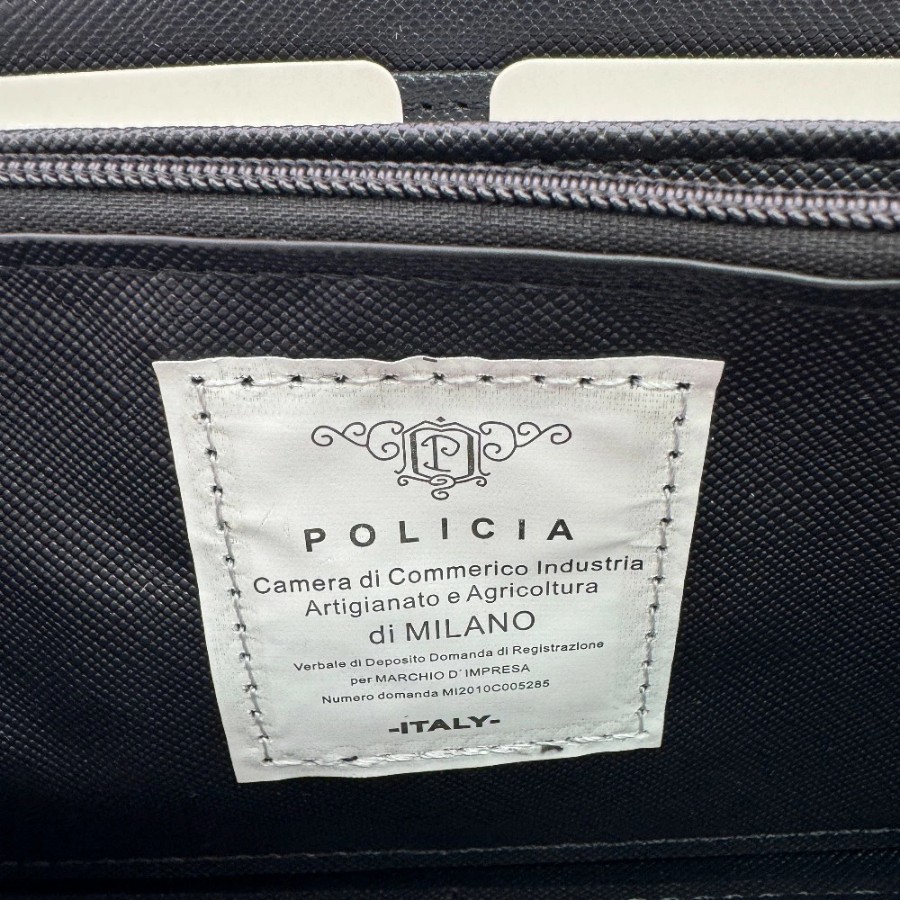 P
POLICIA
Camera di Commerico Industria
Artigianato e Agricoltura
di MILANO
Verbale di Deposito Domanda di Registrazione
per MARCHIO D'IMPRESA
Numero domanda MI2010C005285
-ITALY-